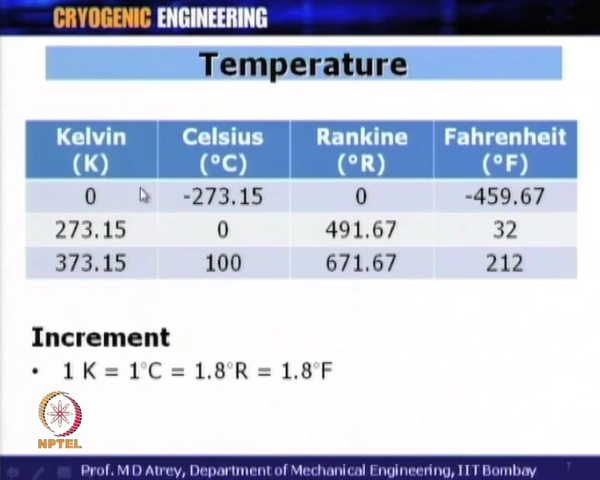 CRYOGENIC ENGINEERING
Temperature
Kelvin (K) Celsius (°C) Rankine (°R) Fahrenheit (°F)
0 -273.15 0 -459.67
273.15 0 491.67 32
373.15 100 671.67 212
Increment
• 1 K = 1°C = 1.8°R = 1.8°F
NPTEL
Prof. M D Atrey, Department of Mechanical Engineering, IIT Bombay
7